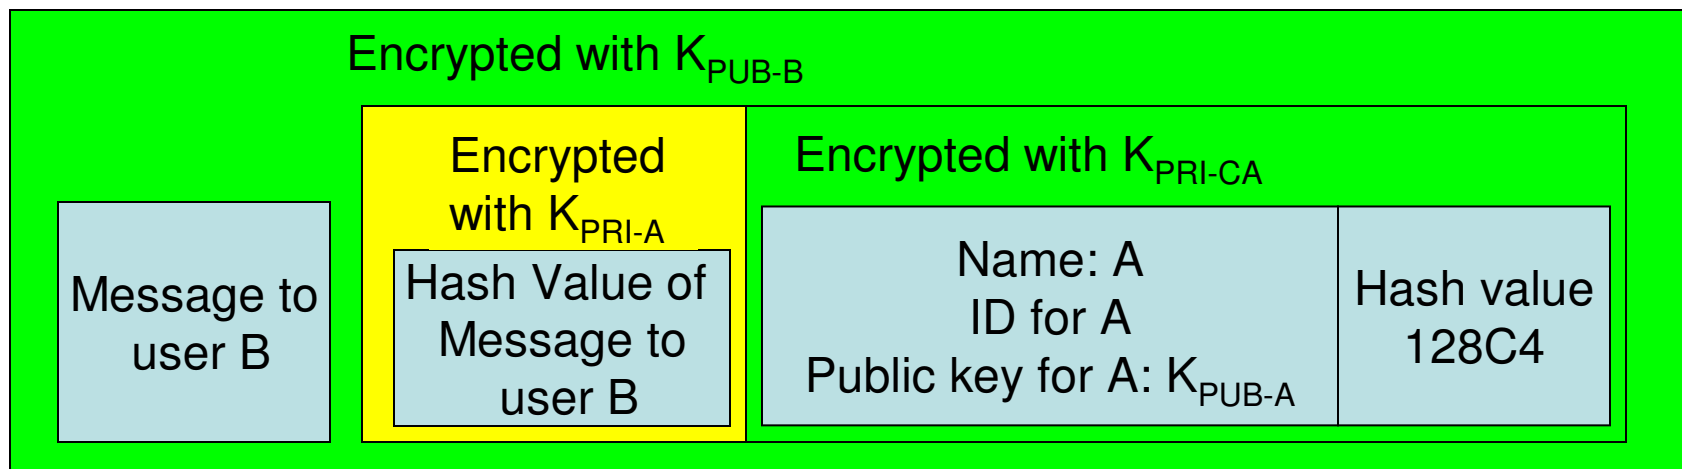 Encrypted with KPUB-B
Encrypted
with KPRI-A
Encrypted with KPRI-CA
Message to
user B
Hash Value of
Message to
user B
Name: A
ID for A
Public key for A: KPUB-A
Hash value
128C4